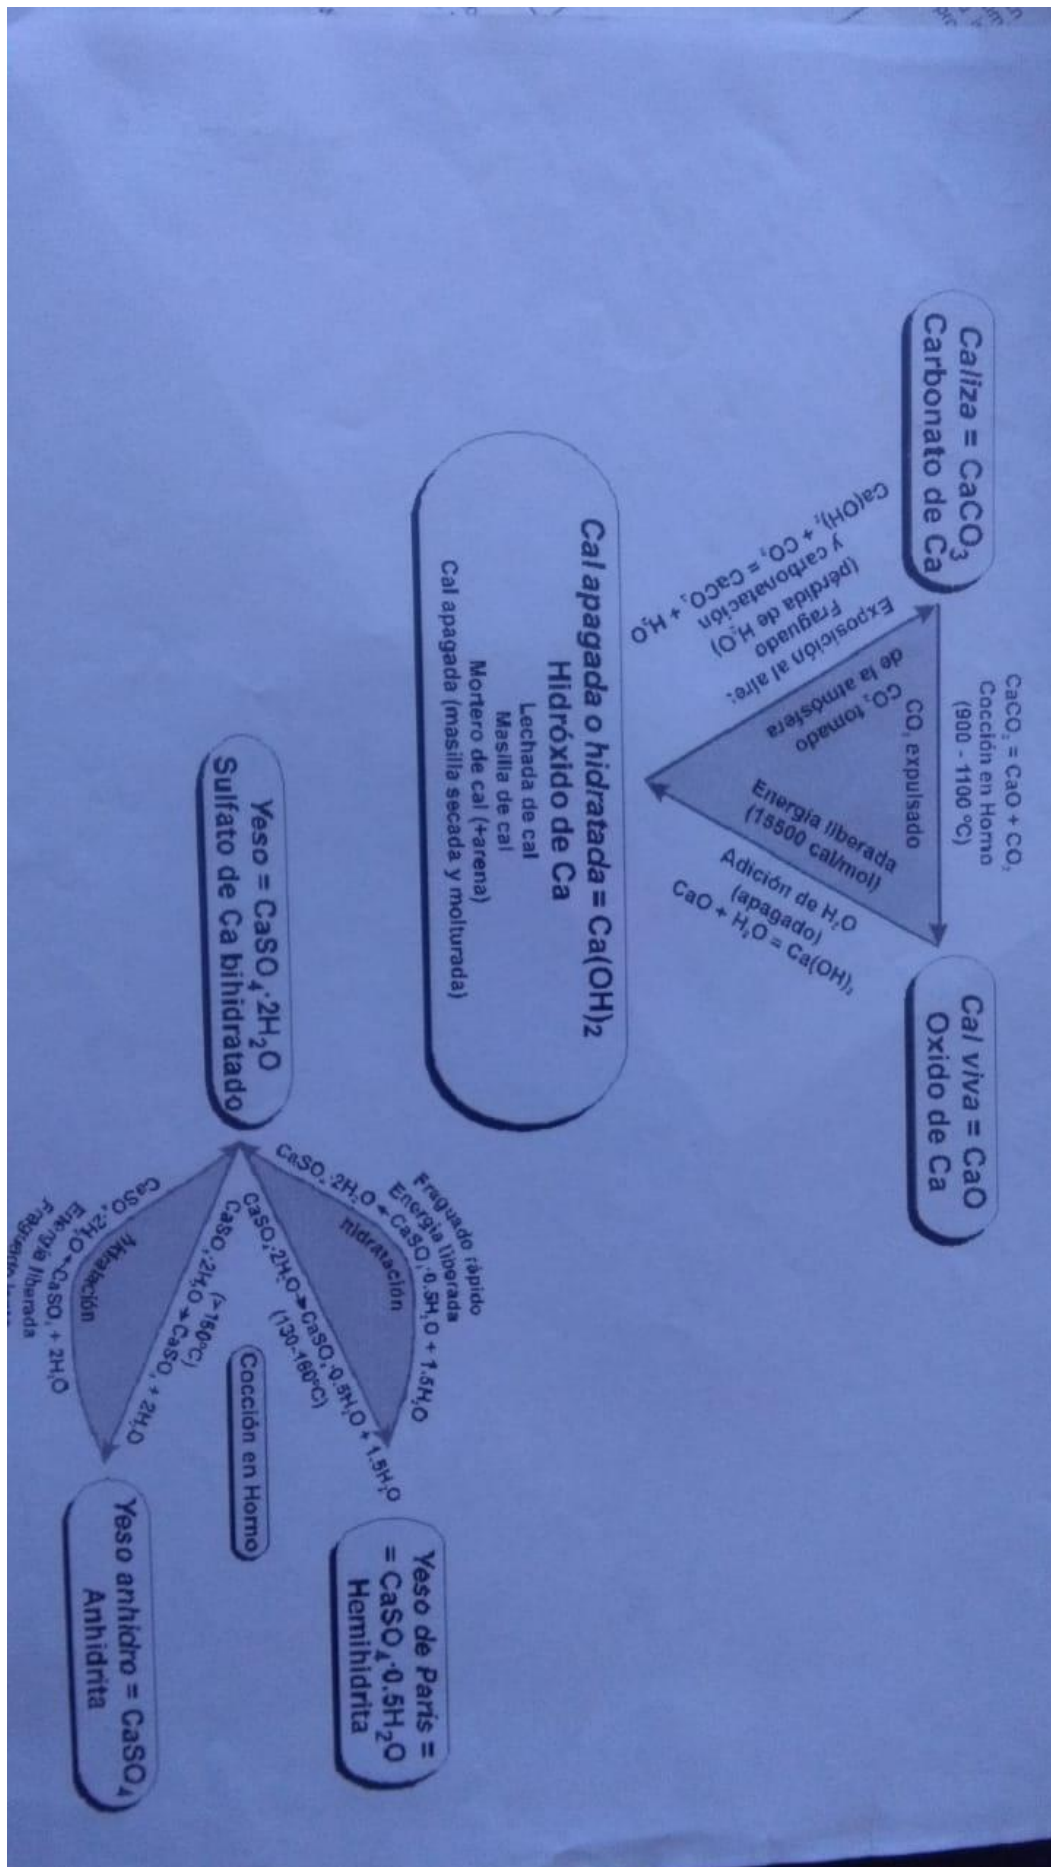 Caliza = CaCO3
Carbonato de Ca
CaCO3 = CaO + CO2
Cocción en Horno
(900 - 1100 ºC)
Cal viva = CaO
Oxido de Ca
CO2 expulsado
CO2 tomado
de la atmósfera
Energía liberada
(15500 cal/mol)
Exposición al aire:
Fraguado
(pérdida de H2O)
y carbonatación
Ca(OH)2 + CO2 = CaCO3 + H2O
Adición de H2O
(apagado)
CaO + H2O = Ca(OH)2
Cal apagada o hidratada = Ca(OH)2
Hidróxido de Ca
Lechada de cal
Masilla de cal
Mortero de cal (+arena)
Cal apagada (masilla secada y molturada)
Fraguado rápido
Energía liberada
CaSO4·2H2O ← CaSO4·0.5H2O + 1.5H2O
hidratación
CaSO4·2H2O → CaSO4·0.5H2O + 1.5H2O
(130-160ºC)
Yeso de París =
= CaSO4·0.5H2O
Hemihidrita
Yeso = CaSO4·2H2O
Sulfato de Ca bihidratado
Cocción en Horno
(>160ºC)
CaSO4·2H2O → CaSO4 + 2H2O
hidratación
CaSO4·2H2O ← CaSO4 + 2H2O
Energía liberada
Fraguado
Yeso anhidro = CaSO4
Anhidrita